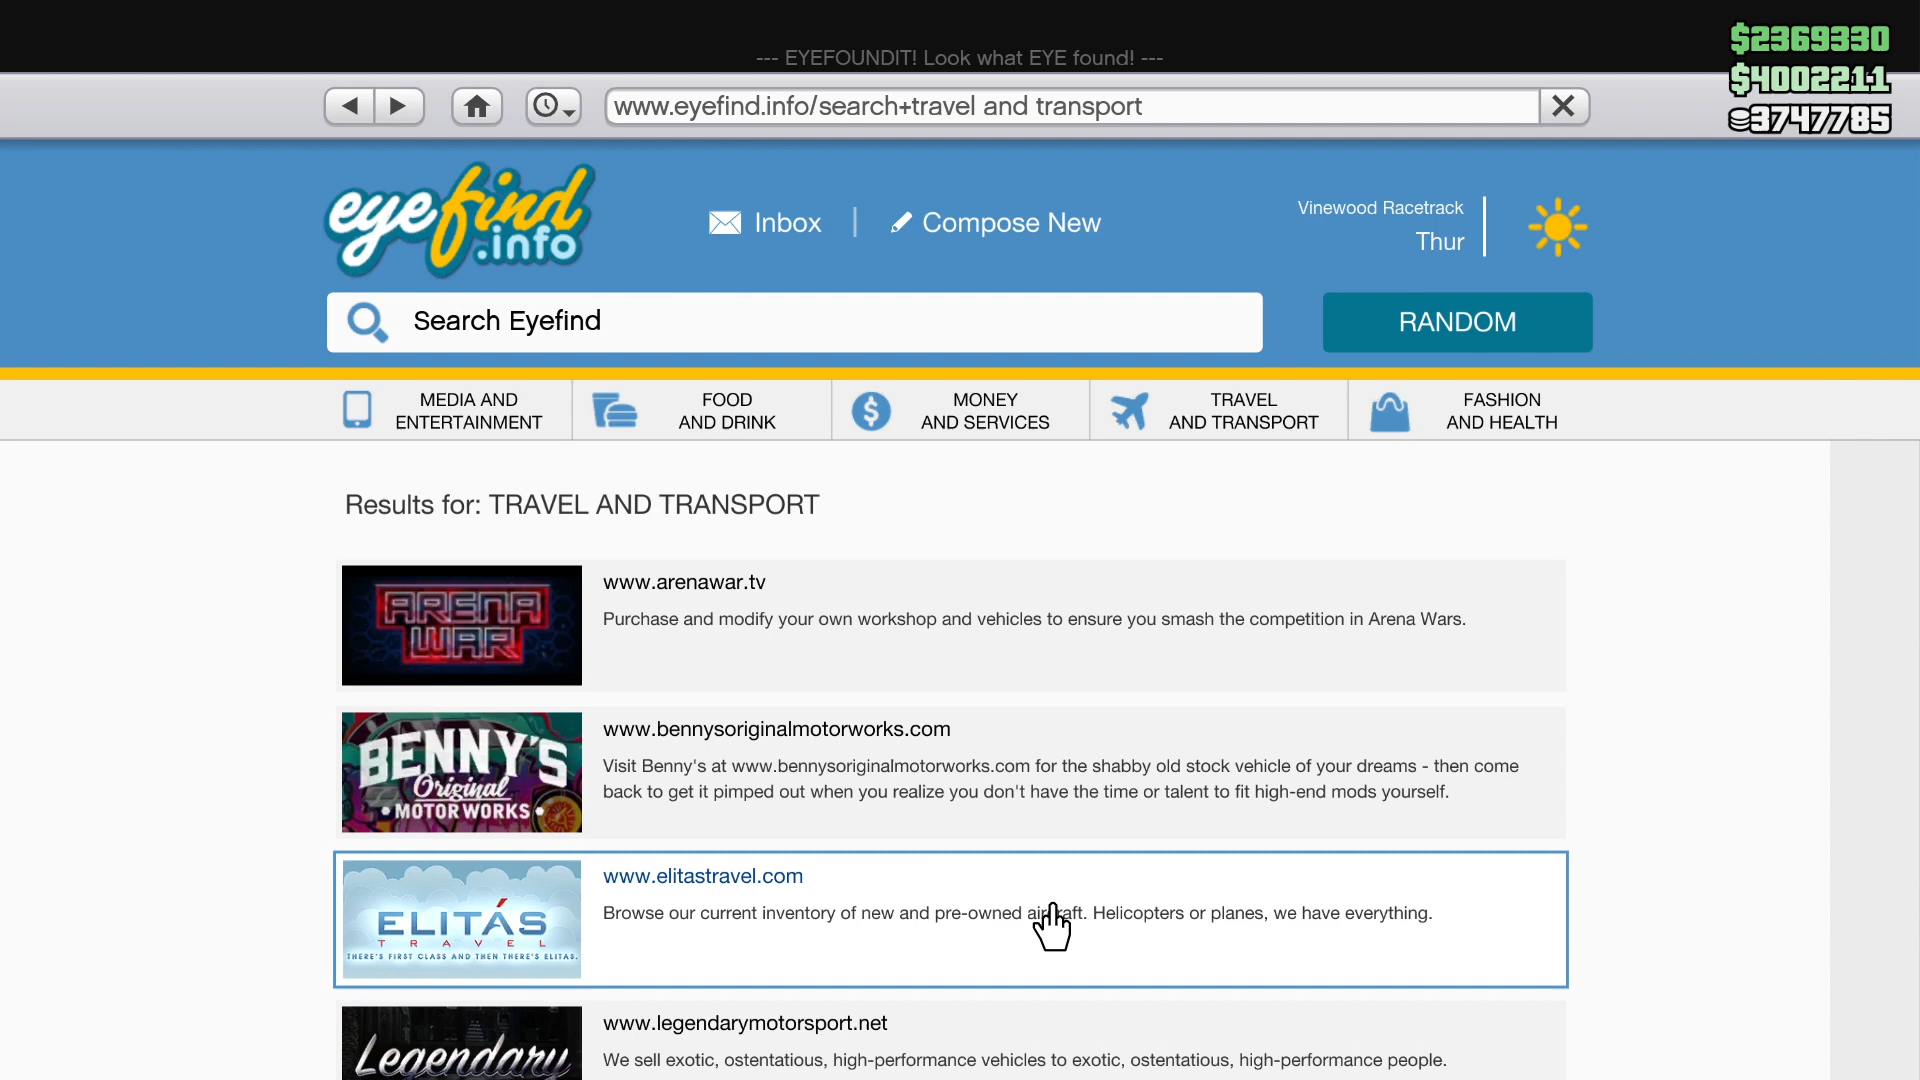 --- EYEFOUNDIT! Look what EYE found! ---
$2369330
$4002211
3747785
www.eyefind.info/search+travel and transport
eyefind
.info
Inbox
Compose New
Vinewood Racetrack
Thur
Search Eyefind
RANDOM
MEDIA AND
ENTERTAINMENT
FOOD
AND DRINK
MONEY
AND SERVICES
TRAVEL
AND TRANSPORT
FASHION
AND HEALTH
Results for: TRAVEL AND TRANSPORT
ARENA
WAR
www.arenawar.tv
Purchase and modify your own workshop and vehicles to ensure you smash the competition in Arena Wars.
BENNY'S
Original
• MOTOR WORKS •
www.bennysoriginalmotorworks.com
Visit Benny's at www.bennysoriginalmotorworks.com for the shabby old stock vehicle of your dreams - then come
back to get it pimped out when you realize you don't have the time or talent to fit high-end mods yourself.
ELITÁS
TRAVEL
THERE'S FIRST CLASS AND THEN THERE'S ELITAS.
www.elitastravel.com
Browse our current inventory of new and pre-owned aircraft. Helicopters or planes, we have everything.
Legendary
www.legendarymotorsport.net
We sell exotic, ostentatious, high-performance vehicles to exotic, ostentatious, high-performance people.